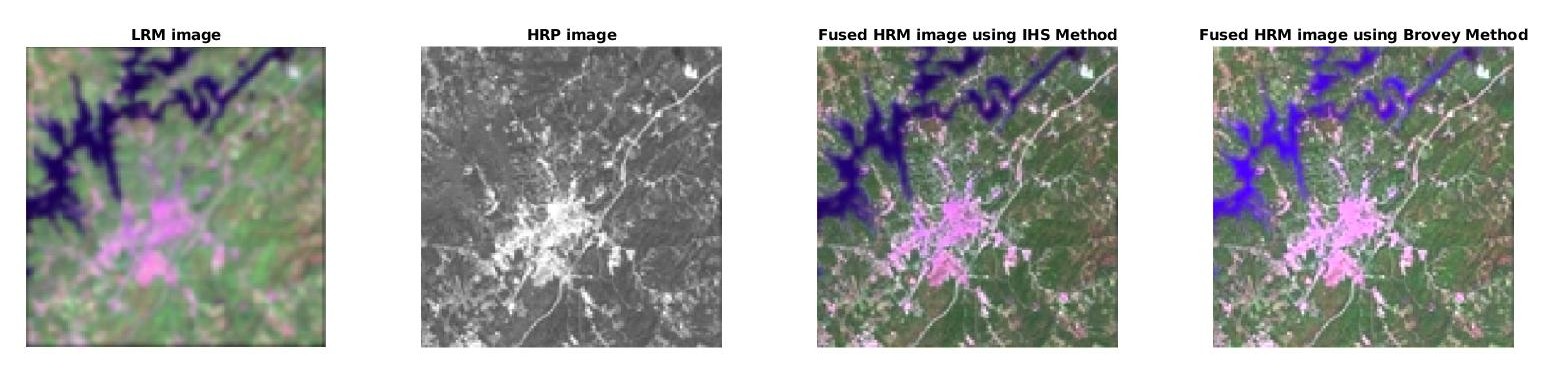 LRM image
HRP image
Fused HRM image using IHS Method
Fused HRM image using Brovey Method